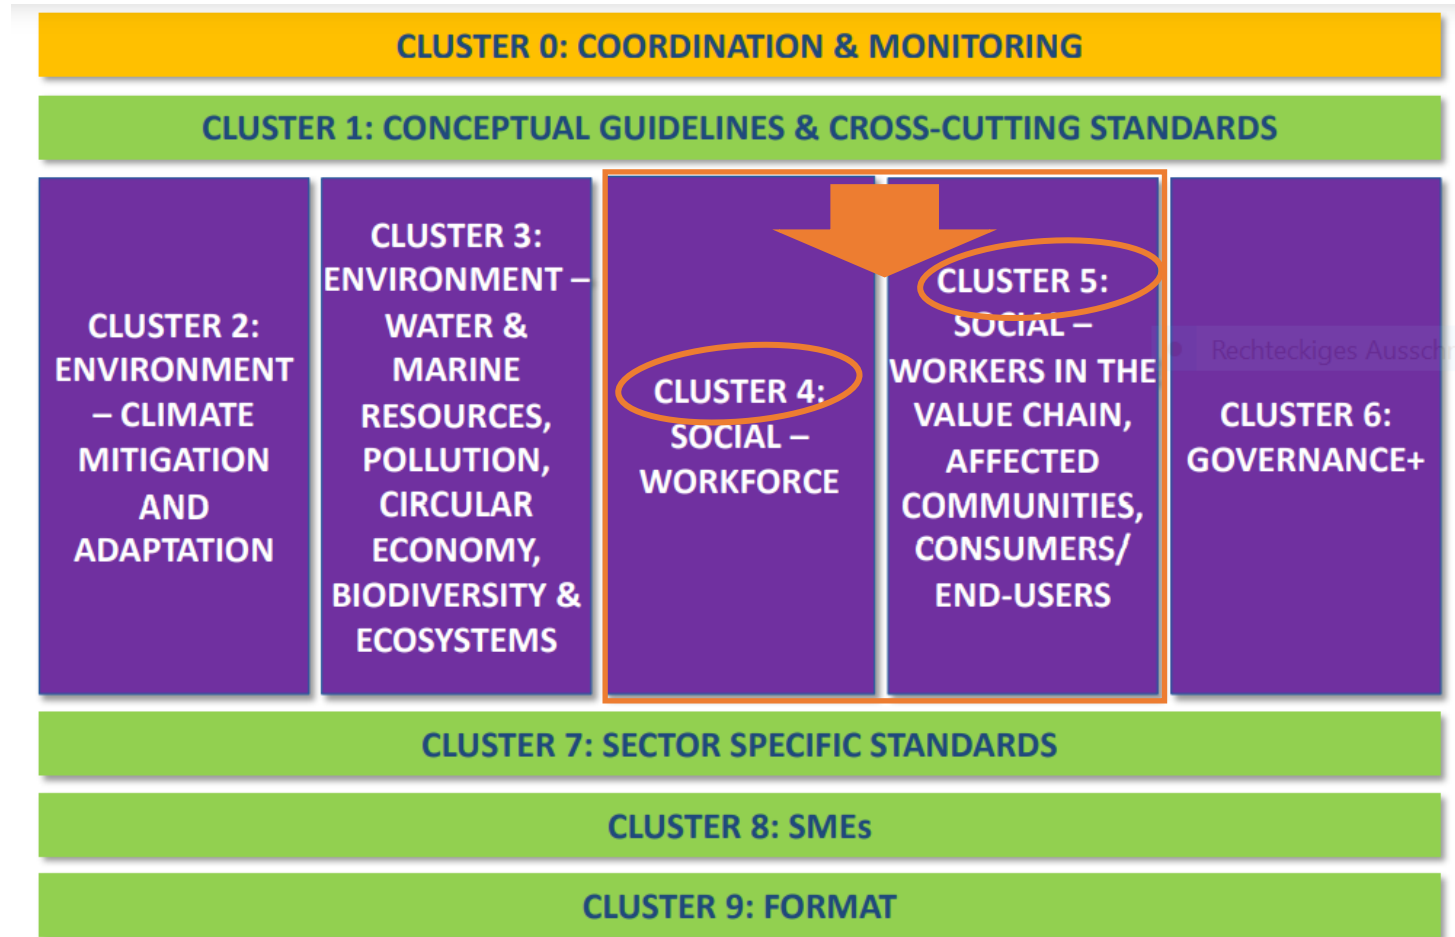 CLUSTER 0: COORDINATION & MONITORING
CLUSTER 1: CONCEPTUAL GUIDELINES & CROSS-CUTTING STANDARDS
CLUSTER 2:
ENVIRONMENT
– CLIMATE
MITIGATION
AND
ADAPTATION
CLUSTER 3:
ENVIRONMENT –
WATER &
MARINE
RESOURCES,
POLLUTION,
CIRCULAR
ECONOMY,
BIODIVERSITY &
ECOSYSTEMS
CLUSTER 4:
SOCIAL –
WORKFORCE
CLUSTER 5:
SOCIAL –
WORKERS IN THE
VALUE CHAIN,
AFFECTED
COMMUNITIES,
CONSUMERS/
END-USERS
Rechteckiges
CLUSTER 6:
GOVERNANCE+
CLUSTER 7: SECTOR SPECIFIC STANDARDS
CLUSTER 8: SMEs
CLUSTER 9: FORMAT